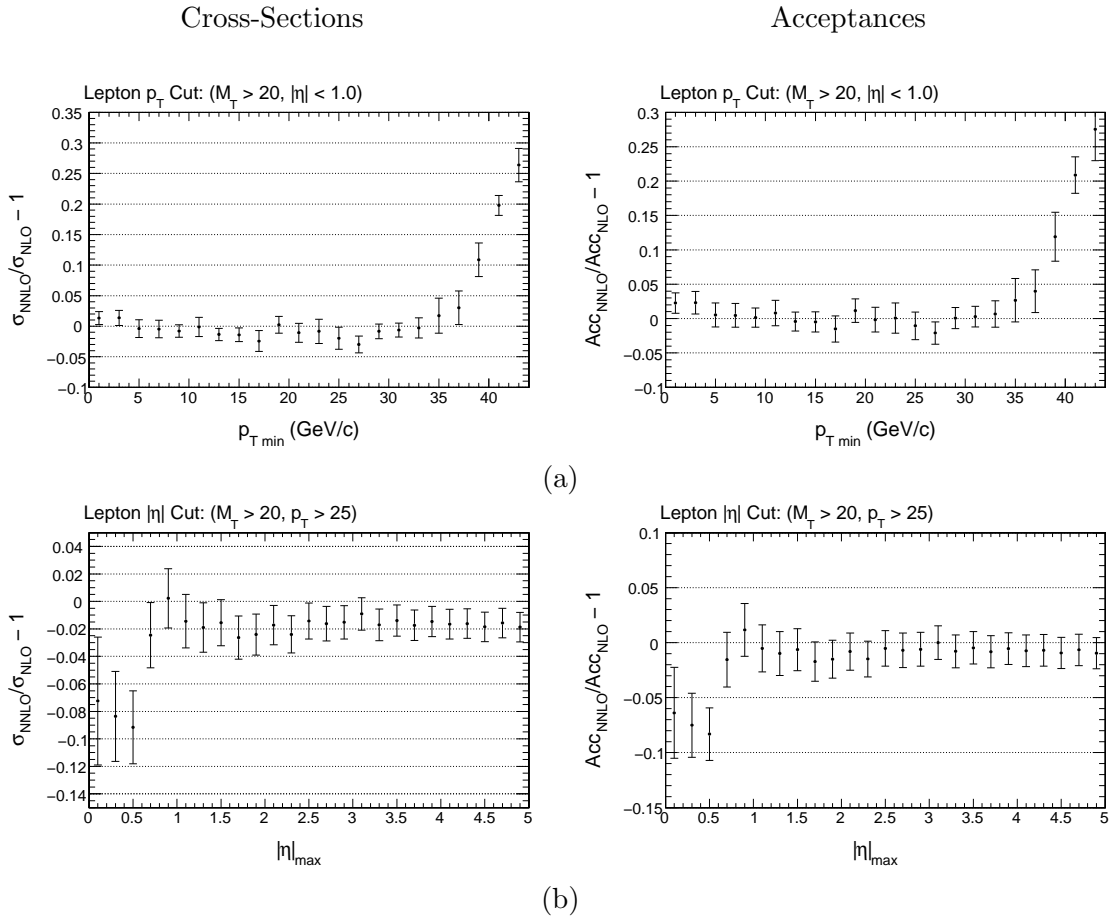 Cross-Sections Acceptances
Lepton p_T Cut: (M_T > 20, |η| < 1.0)
σ_NNLO/σ_NLO − 1
0.35
0.3
0.25
0.2
0.15
0.1
0.05
0
−0.05
−0.1
0 5 10 15 20 25 30 35 40
p_T min (GeV/c)
Lepton p_T Cut: (M_T > 20, |η| < 1.0)
Acc_NNLO/Acc_NLO − 1
0.3
0.25
0.2
0.15
0.1
0.05
0
−0.05
−0.1
0 5 10 15 20 25 30 35 40
p_T min (GeV/c)
(a)
Lepton |η| Cut: (M_T > 20, p_T > 25)
σ_NNLO/σ_NLO − 1
0.04
0.02
0
−0.02
−0.04
−0.06
−0.08
−0.1
−0.12
−0.14
0 0.5 1 1.5 2 2.5 3 3.5 4 4.5 5
|η|_max
Lepton |η| Cut: (M_T > 20, p_T > 25)
Acc_NNLO/Acc_NLO − 1
0.1
0.05
0
−0.05
−0.1
−0.15
0 0.5 1 1.5 2 2.5 3 3.5 4 4.5 5
|η|_max
(b)